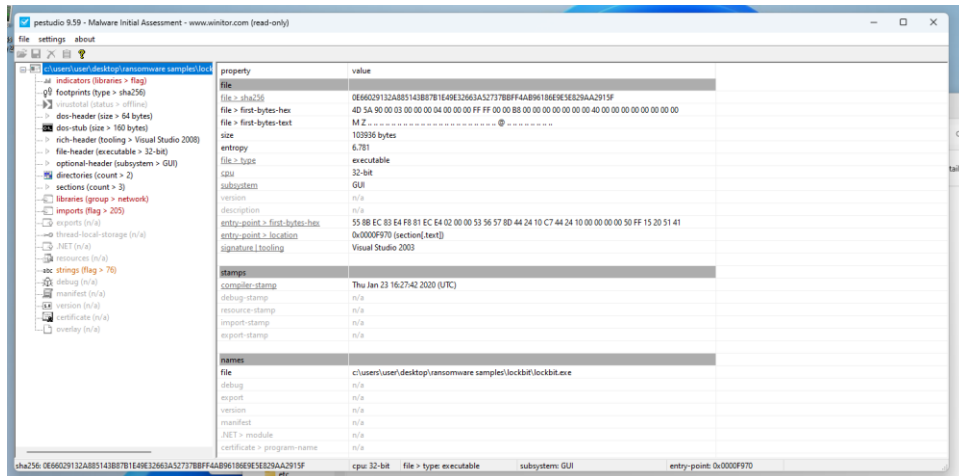 pestudio 9.59 - Malware Initial Assessment - www.winitor.com (read-only)
file settings about
c:\users\user\desktop\ransomware samples\lock
indicators (libraries > flag)
footprints (type > sha256)
virustotal (status > offline)
dos-header (size > 64 bytes)
dos-stub (size > 160 bytes)
rich-header (tooling > Visual Studio 2008)
file-header (executable > 32-bit)
optional-header (subsystem > GUI)
directories (count > 2)
sections (count > 3)
libraries (group > network)
imports (flag > 205)
exports (n/a)
thread-local-storage (n/a)
.NET (n/a)
resources (n/a)
abc strings (flag > 76)
debug (n/a)
manifest (n/a)
version (n/a)
certificate (n/a)
overlay (n/a)
property value
file
file > sha256 0E66029132A885143B87B1E49E32663A52737BBFF4AB96186E9E5E829AA2915F
file > first-bytes-hex 4D 5A 90 00 03 00 00 00 04 00 00 00 FF FF 00 00 B8 00 00 00 00 00 00 00 40 00 00 00 00 00 00 00 00 00 00
file > first-bytes-text M Z . . . . . . . . . . . . . . . . . . . . . . @ . . . . . . . . . .
size 103936 bytes
entropy 6.781
file > type executable
cpu 32-bit
subsystem GUI
version n/a
description n/a
entry-point > first-bytes-hex 55 8B EC 83 E4 F8 81 EC E4 02 00 00 53 56 57 8D 44 24 10 C7 44 24 10 00 00 00 00 50 FF 15 20 51 41
entry-point > location 0x0000F970 (section[.text])
signature | tooling Visual Studio 2003
stamps
compiler-stamp Thu Jan 23 16:27:42 2020 (UTC)
debug-stamp n/a
resource-stamp n/a
import-stamp n/a
export-stamp n/a
names
file c:\users\user\desktop\ransomware samples\lockbit\lockbit.exe
debug n/a
export n/a
version n/a
manifest n/a
.NET > module n/a
certificate > program-name n/a
sha256: 0E66029132A885143B87B1E49E32663A52737BBFF4AB96186E9E5E829AA2915F cpu: 32-bit file > type: executable subsystem: GUI entry-point: 0x0000F970